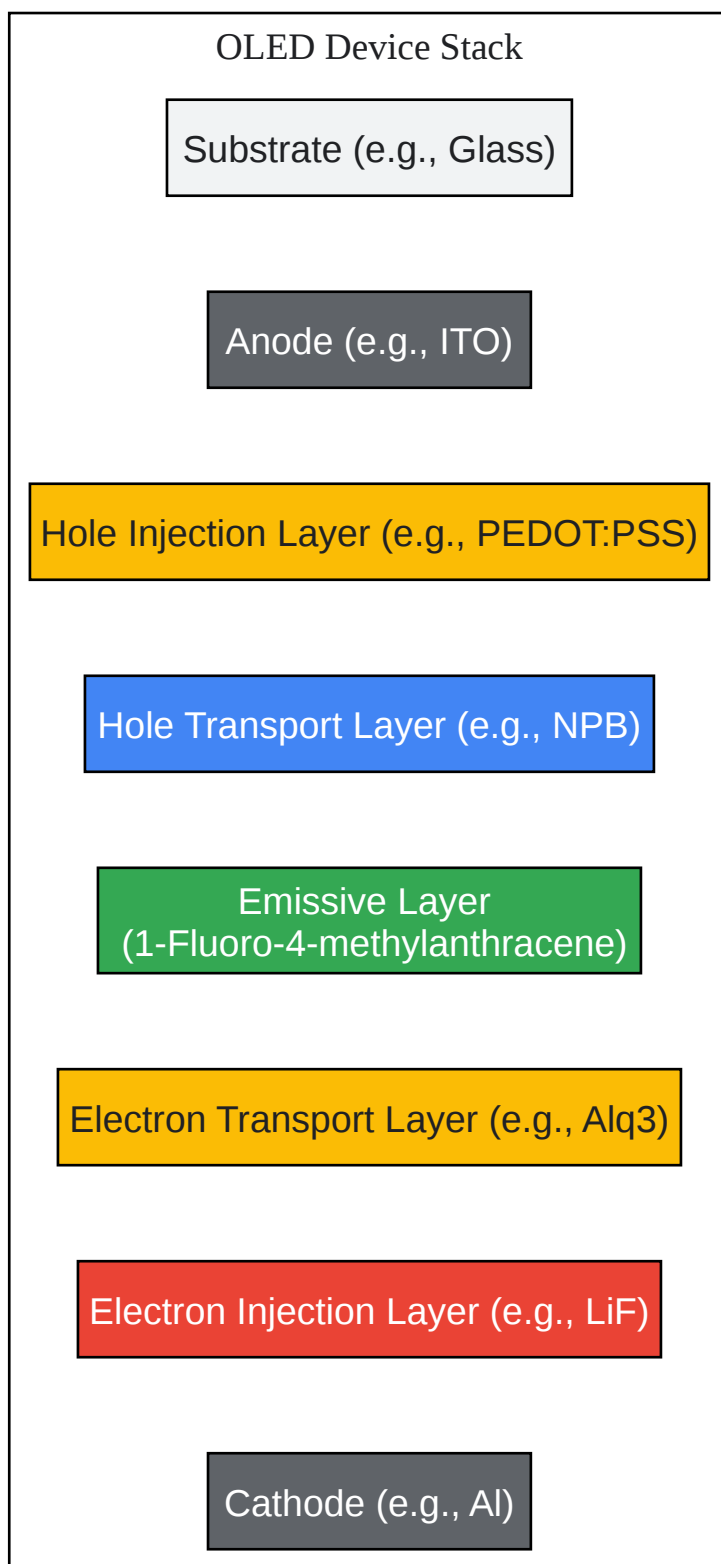 OLED Device Stack
Substrate (e.g., Glass)
Anode (e.g., ITO)
Hole Injection Layer (e.g., PEDOT:PSS)
Hole Transport Layer (e.g., NPB)
Emissive Layer
(1-Fluoro-4-methylanthracene)
Electron Transport Layer (e.g., Alq3)
Electron Injection Layer (e.g., LiF)
Cathode (e.g., Al)